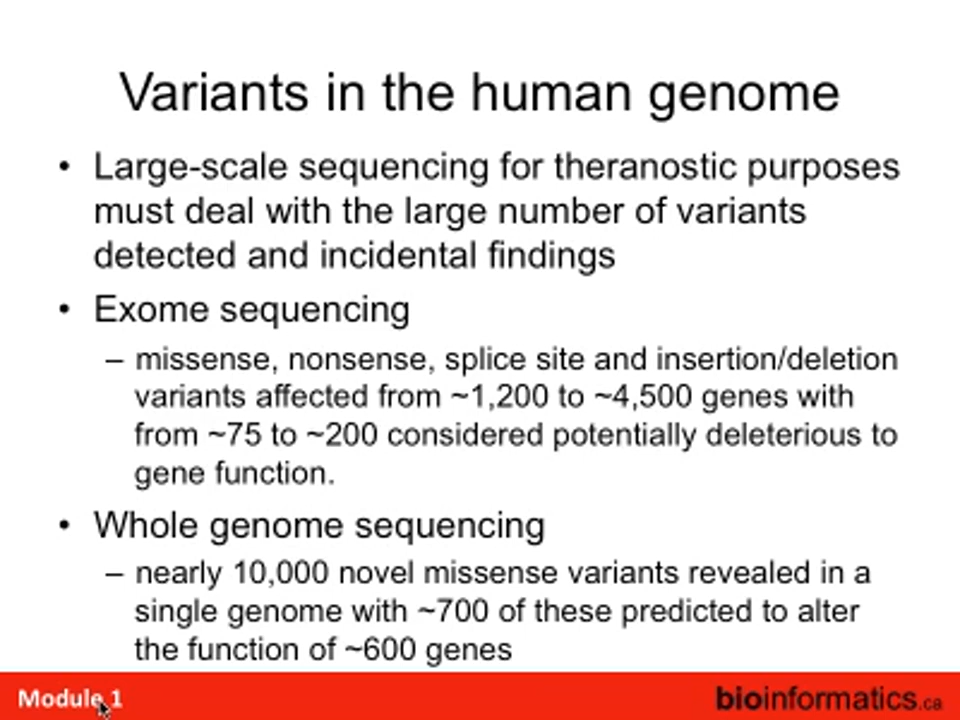 Variants in the human genome
• Large-scale sequencing for theranostic purposes
must deal with the large number of variants
detected and incidental findings
• Exome sequencing
– missense, nonsense, splice site and insertion/deletion
variants affected from ~1,200 to ~4,500 genes with
from ~75 to ~200 considered potentially deleterious to
gene function.
• Whole genome sequencing
– nearly 10,000 novel missense variants revealed in a
single genome with ~700 of these predicted to alter
the function of ~600 genes
Module 1
bioinformatics.ca